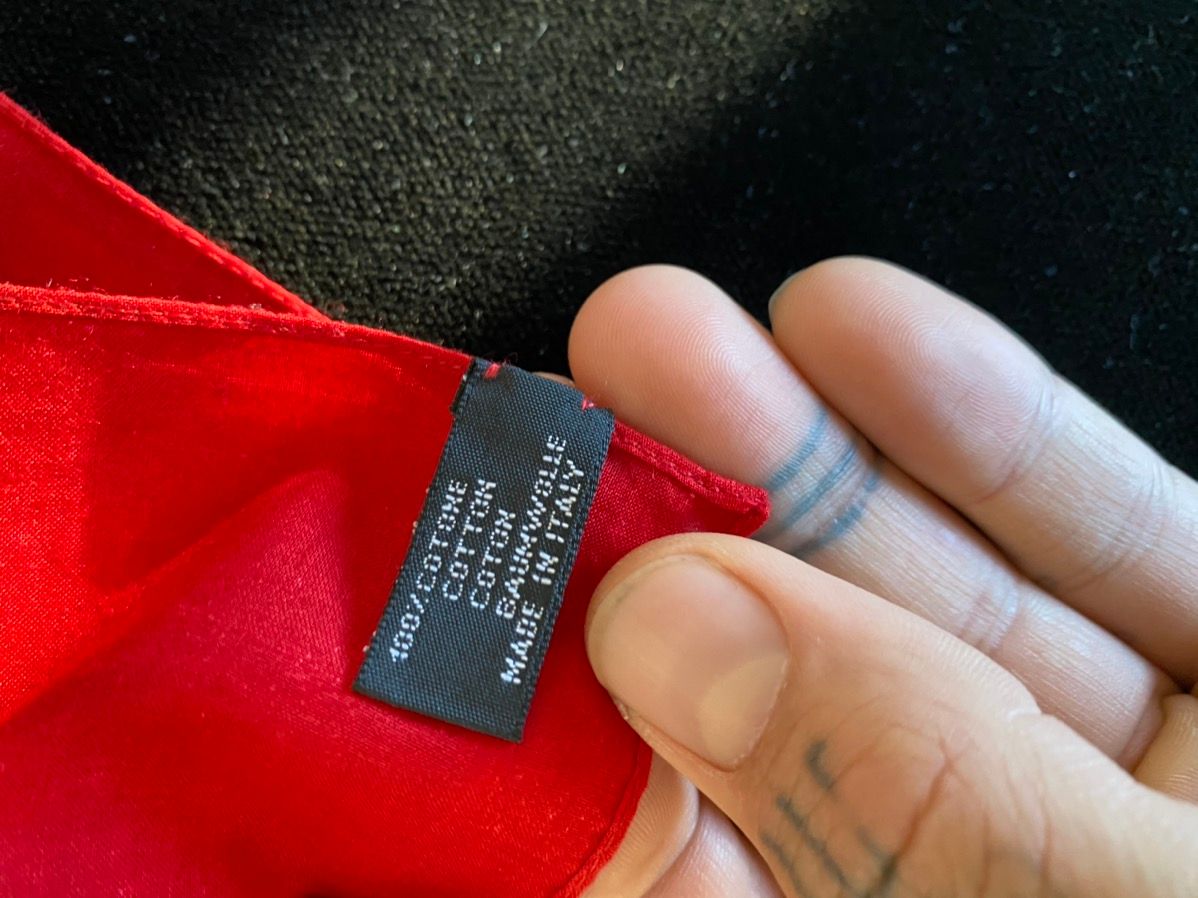 100/COTONE
COTTON
COTON
BAUMWOLLE
MADE IN ITALY